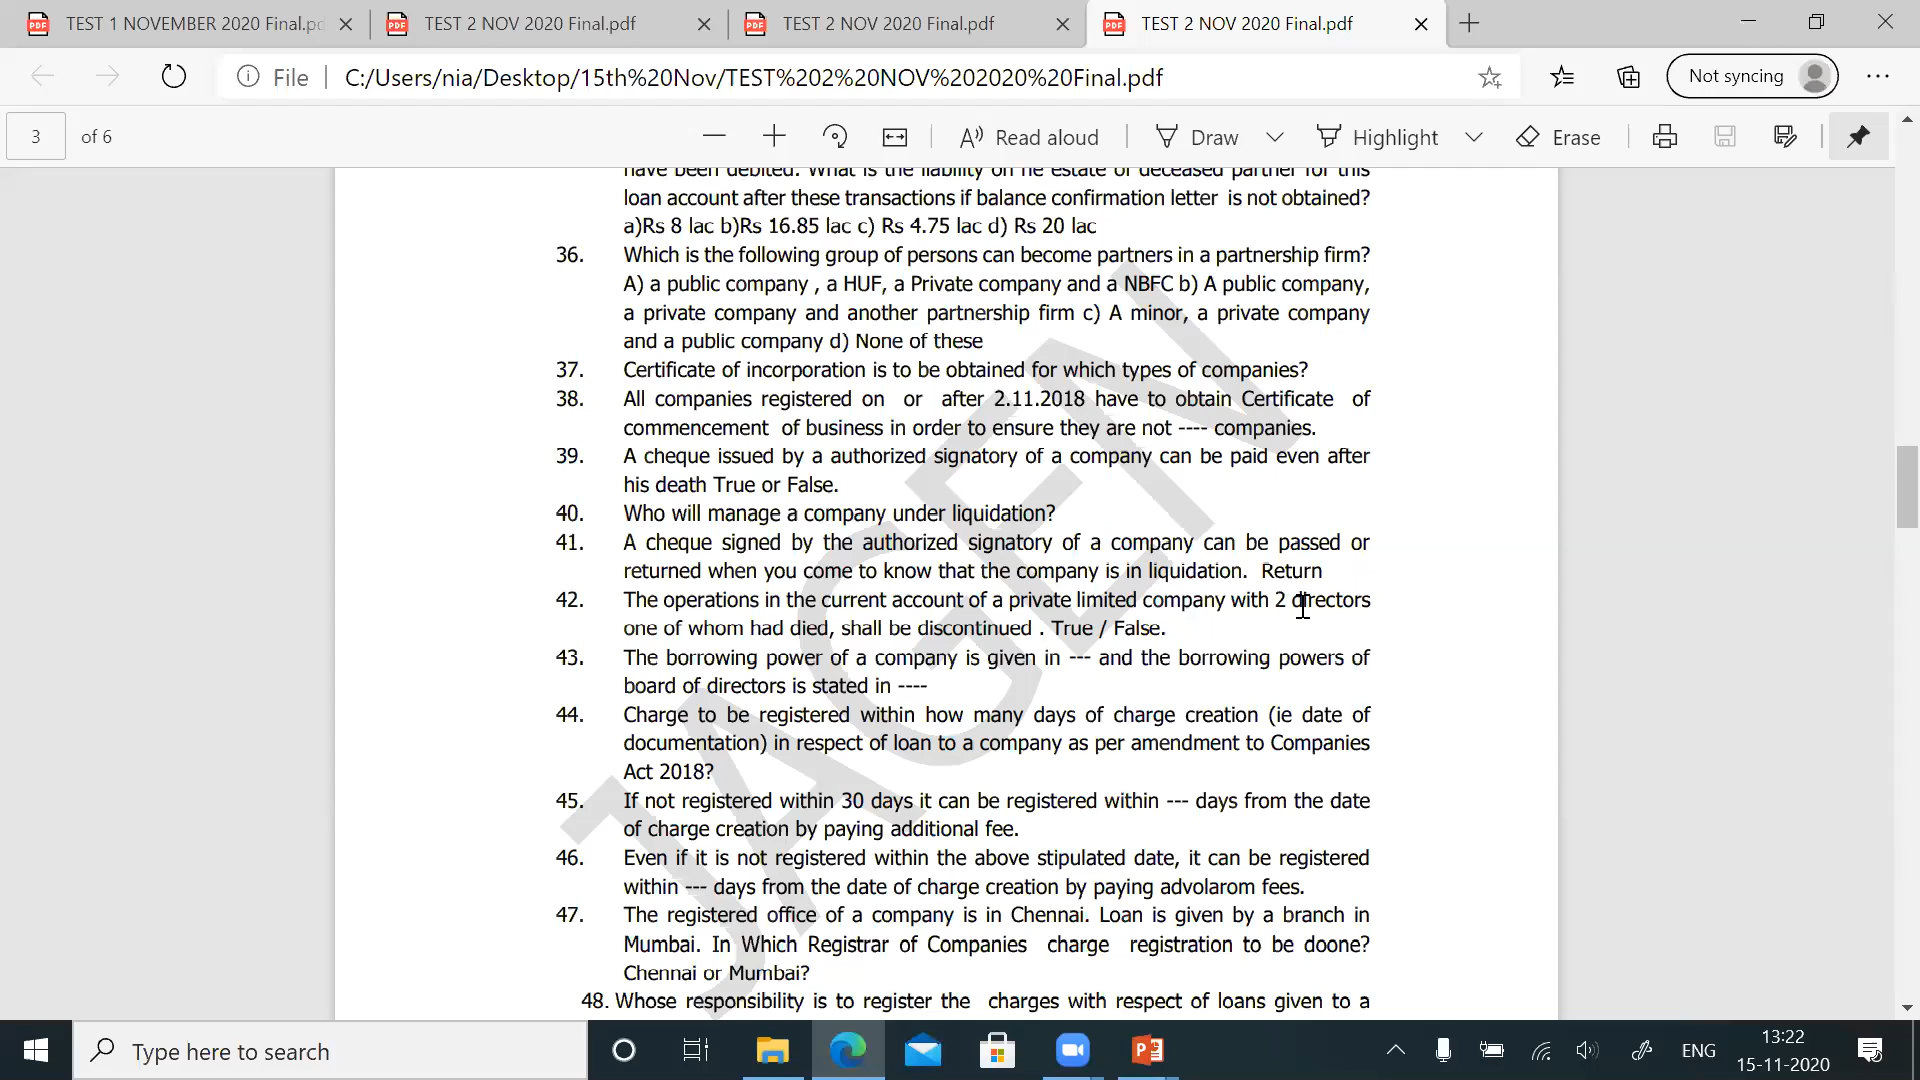 TEST 1 NOVEMBER 2020 Final.pdf
TEST 2 NOV 2020 Final.pdf
TEST 2 NOV 2020 Final.pdf
TEST 2 NOV 2020 Final.pdf
File
C:/Users/nia/Desktop/15th%20Nov/TEST%202%20NOV%202020%20Final.pdf
Not syncing
3 of 6
Read aloud
Draw
Highlight
Erase
have been debited. What is the liability on he estate of deceased partner for this
loan account after these transactions if balance confirmation letter is not obtained?
a)Rs 8 lac b)Rs 16.85 lac c) Rs 4.75 lac d) Rs 20 lac
36. Which is the following group of persons can become partners in a partnership firm?
A) a public company , a HUF, a Private company and a NBFC b) A public company,
a private company and another partnership firm c) A minor, a private company
and a public company d) None of these
37. Certificate of incorporation is to be obtained for which types of companies?
38. All companies registered on or after 2.11.2018 have to obtain Certificate of
commencement of business in order to ensure they are not ---- companies.
39. A cheque issued by a authorized signatory of a company can be paid even after
his death True or False.
40. Who will manage a company under liquidation?
41. A cheque signed by the authorized signatory of a company can be passed or
returned when you come to know that the company is in liquidation. Return
42. The operations in the current account of a private limited company with 2 directors
one of whom had died, shall be discontinued . True / False.
43. The borrowing power of a company is given in --- and the borrowing powers of
board of directors is stated in ----
44. Charge to be registered within how many days of charge creation (ie date of
documentation) in respect of loan to a company as per amendment to Companies
Act 2018?
45. If not registered within 30 days it can be registered within --- days from the date
of charge creation by paying additional fee.
46. Even if it is not registered within the above stipulated date, it can be registered
within --- days from the date of charge creation by paying advolarom fees.
47. The registered office of a company is in Chennai. Loan is given by a branch in
Mumbai. In Which Registrar of Companies charge registration to be doone?
Chennai or Mumbai?
48. Whose responsibility is to register the charges with respect of loans given to a
JAGEN
Type here to search
ENG
13:22
15-11-2020